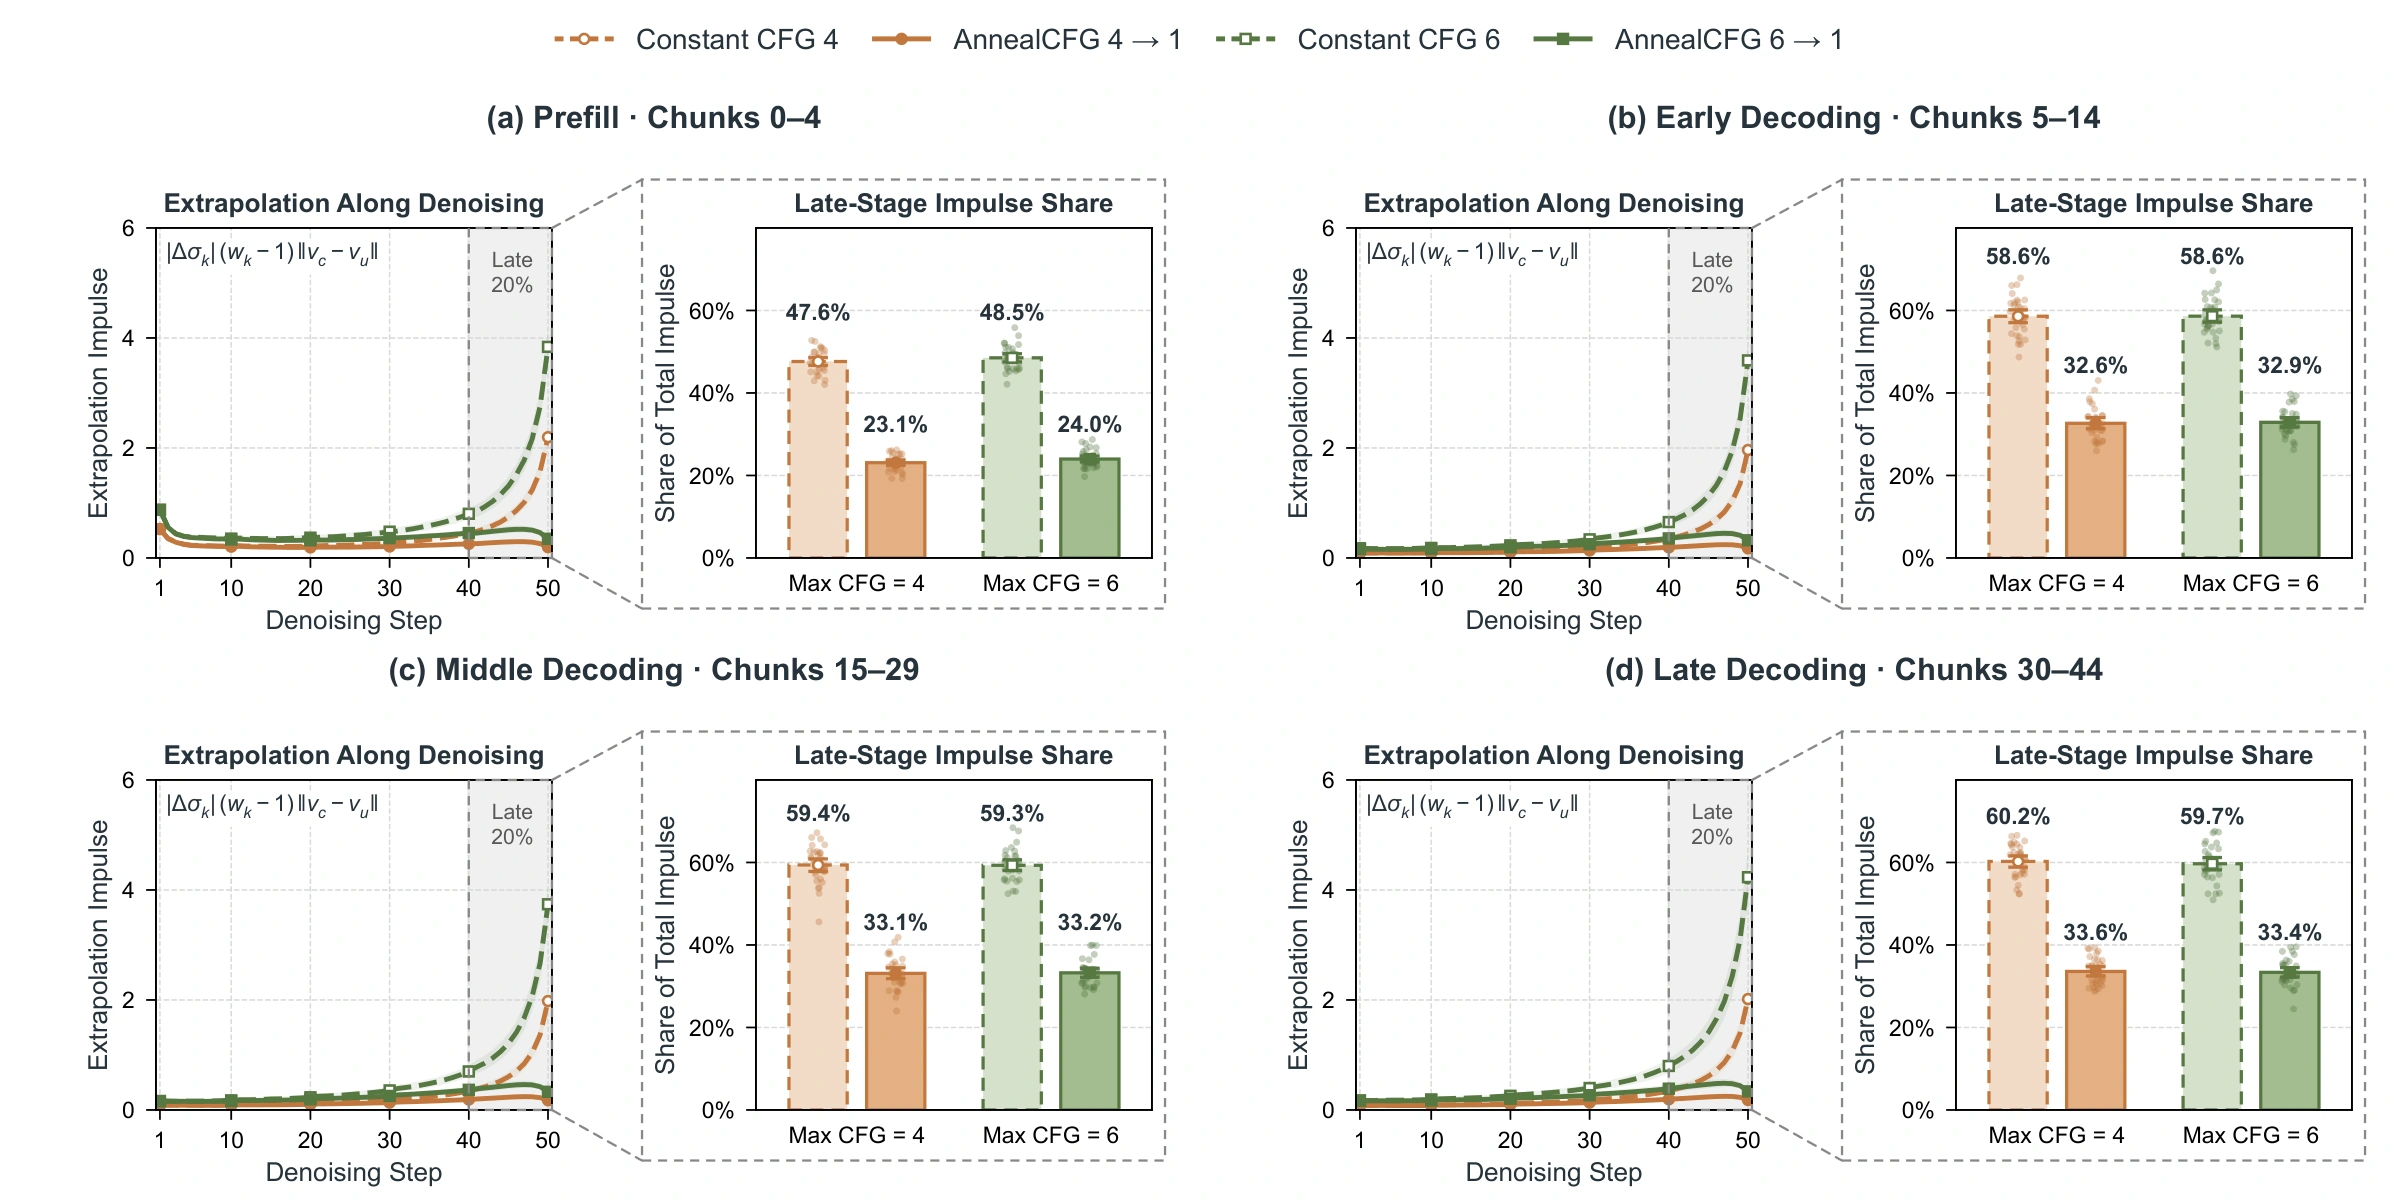 Constant CFG 4 AnnealCFG 4 → 1 Constant CFG 6 AnnealCFG 6 → 1
(a) Prefill · Chunks 0–4
Extrapolation Along Denoising
|Δσₖ| (wₖ − 1) ‖v_c − v_u‖
Late
20%
Extrapolation Impulse
6
4
2
0
1 10 20 30 40 50
Denoising Step
Late-Stage Impulse Share
Share of Total Impulse
60%
40%
20%
0%
47.6%
23.1%
48.5%
24.0%
Max CFG = 4 Max CFG = 6
(b) Early Decoding · Chunks 5–14
Extrapolation Along Denoising
|Δσₖ| (wₖ − 1) ‖v_c − v_u‖
Late
20%
Extrapolation Impulse
6
4
2
0
1 10 20 30 40 50
Denoising Step
Late-Stage Impulse Share
Share of Total Impulse
60%
40%
20%
0%
58.6%
32.6%
58.6%
32.9%
Max CFG = 4 Max CFG = 6
(c) Middle Decoding · Chunks 15–29
Extrapolation Along Denoising
|Δσₖ| (wₖ − 1) ‖v_c − v_u‖
Late
20%
Extrapolation Impulse
6
4
2
0
1 10 20 30 40 50
Denoising Step
Late-Stage Impulse Share
Share of Total Impulse
60%
40%
20%
0%
59.4%
33.1%
59.3%
33.2%
Max CFG = 4 Max CFG = 6
(d) Late Decoding · Chunks 30–44
Extrapolation Along Denoising
|Δσₖ| (wₖ − 1) ‖v_c − v_u‖
Late
20%
Extrapolation Impulse
6
4
2
0
1 10 20 30 40 50
Denoising Step
Late-Stage Impulse Share
Share of Total Impulse
60%
40%
20%
0%
60.2%
33.6%
59.7%
33.4%
Max CFG = 4 Max CFG = 6